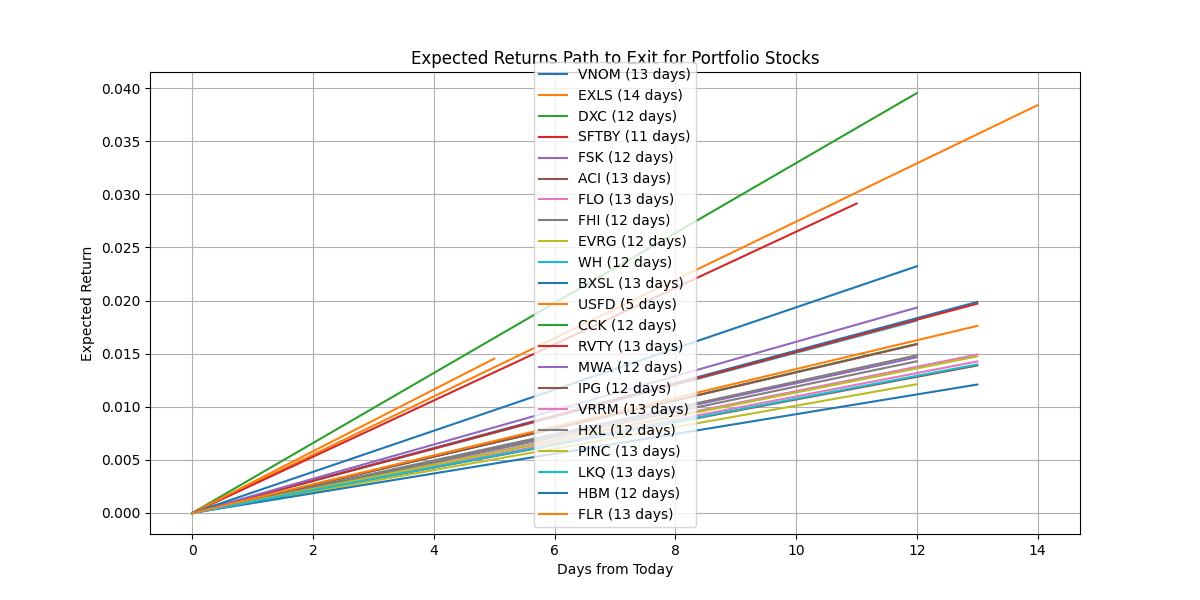 Expected Returns Path to Exit for Portfolio Stocks
VNOM (13 days)
EXLS (14 days)
DXC (12 days)
SFTBY (11 days)
FSK (12 days)
ACI (13 days)
FLO (13 days)
FHI (12 days)
EVRG (12 days)
WH (12 days)
BXSL (13 days)
USFD (5 days)
CCK (12 days)
RVTY (13 days)
MWA (12 days)
IPG (12 days)
VRRM (13 days)
HXL (12 days)
PINC (13 days)
LKQ (13 days)
HBM (12 days)
FLR (13 days)
Expected Return
0.040
0.035
0.030
0.025
0.020
0.015
0.010
0.005
0.000
0 2 4 6 8 10 12 14
Days from Today